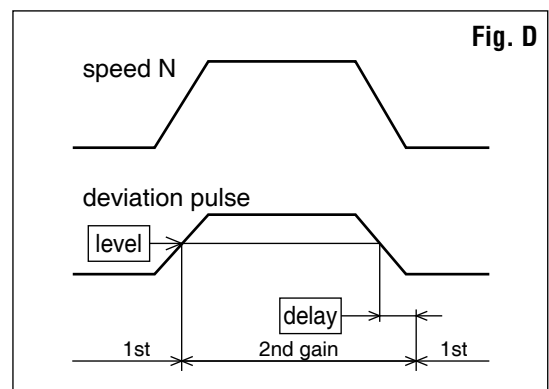 Fig. D
speed N
deviation pulse
level
delay
1st 2nd gain 1st